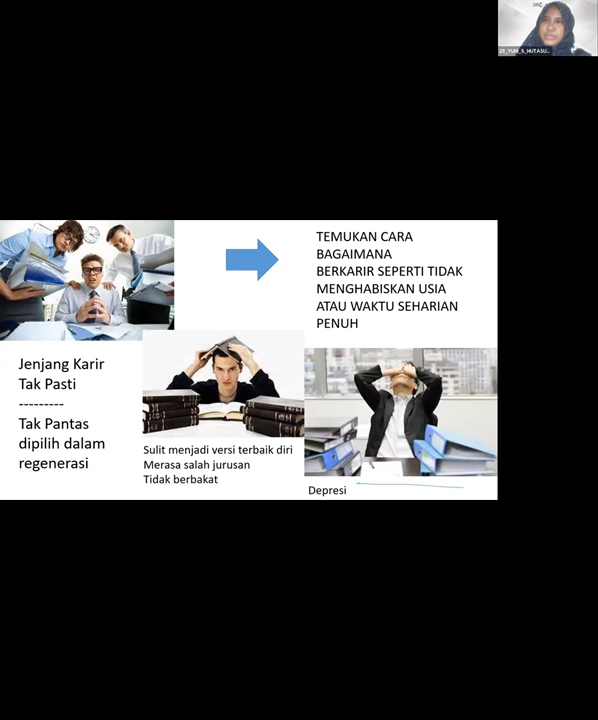 29_YUNI_S_HUTASU...
TEMUKAN CARA
BAGAIMANA
BERKARIR SEPERTI TIDAK
MENGHABISKAN USIA
ATAU WAKTU SEHARIAN
PENUH
Jenjang Karir
Tak Pasti
---------
Tak Pantas
dipilih dalam
regenerasi
Sulit menjadi versi terbaik diri
Merasa salah jurusan
Tidak berbakat
Depresi